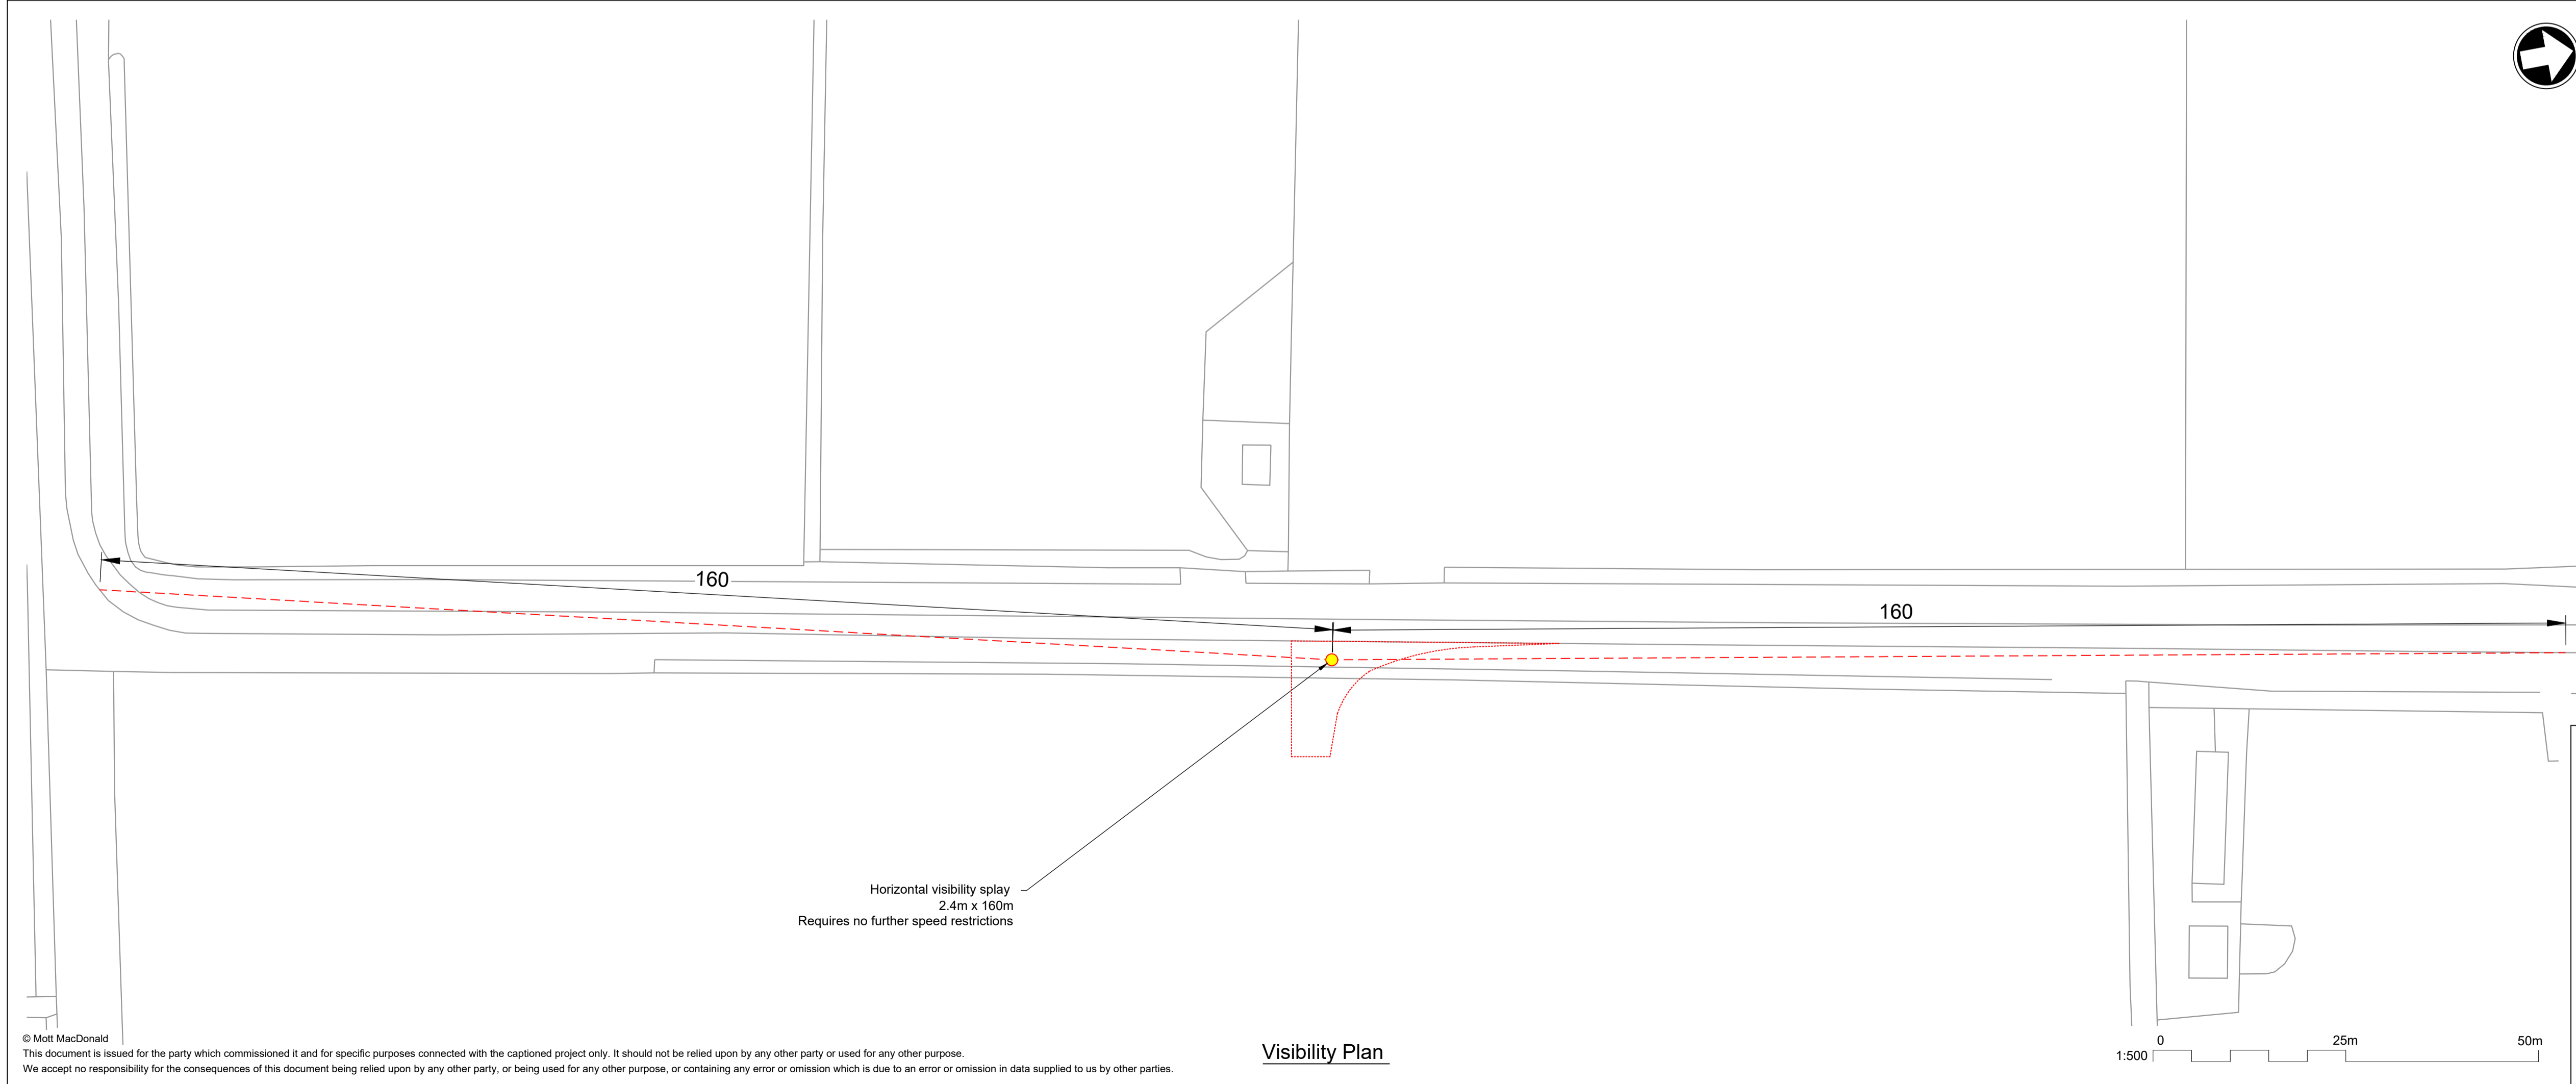 160
160
Horizontal visibility splay
2.4m x 160m
Requires no further speed restrictions
© Mott MacDonald
This document is issued for the party which commissioned it and for specific purposes connected with the captioned project only. It should not be relied upon by any other party or used for any other purpose.
We accept no responsibility for the consequences of this document being relied upon by any other party, or being used for any other purpose, or containing any error or omission which is due to an error or omission in data supplied to us by other parties.
Visibility Plan
0 25m 50m
1:500